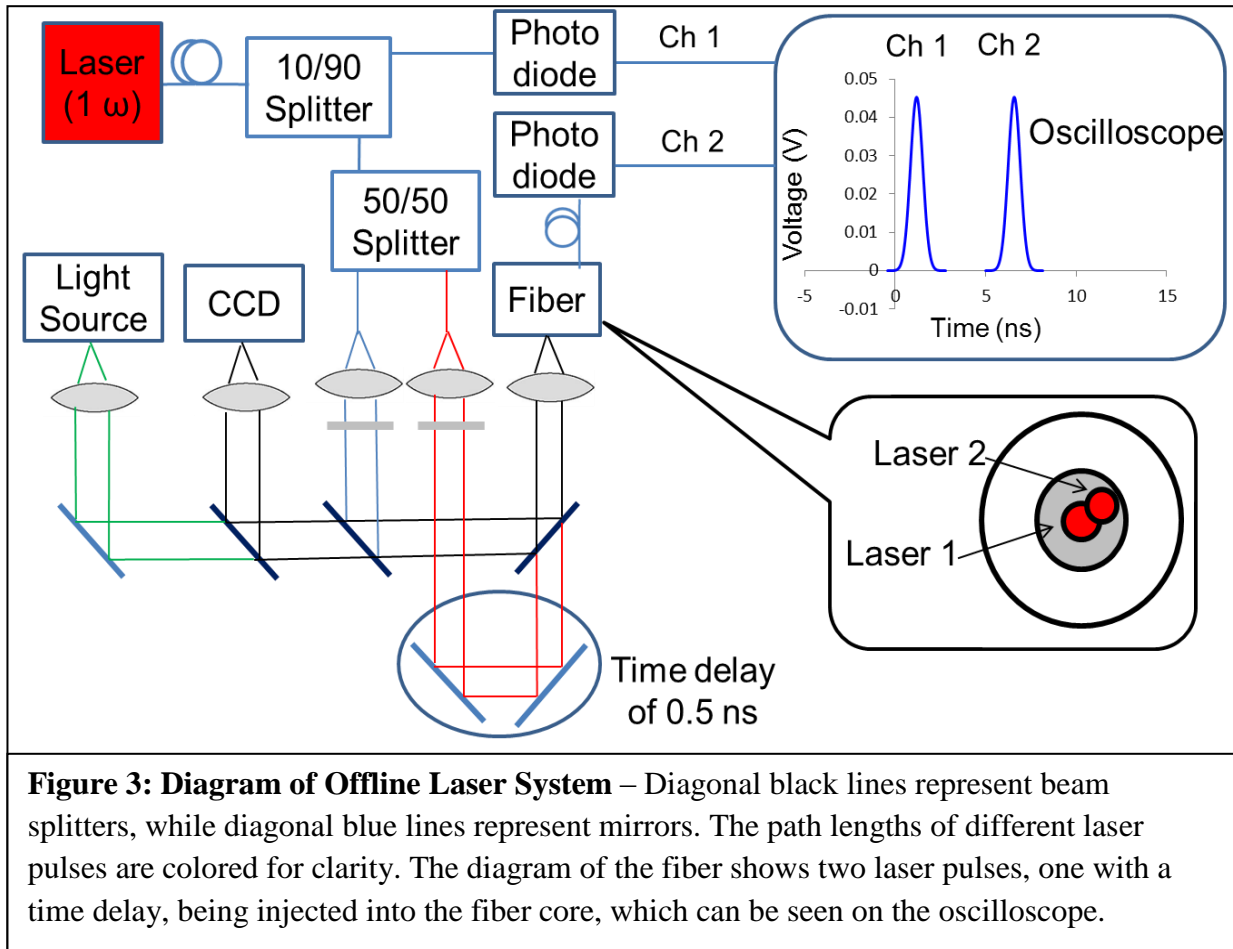 Laser
(1 ω)
10/90
Splitter
Photo
diode
Ch 1
Photo
diode
Ch 2
50/50
Splitter
Light
Source
CCD
Fiber
Ch 1
Ch 2
Oscilloscope
Voltage (V)
0.05
0.04
0.03
0.02
0.01
0
-0.01
-5
0
5
10
15
Time (ns)
Laser 2
Laser 1
Time delay
of 0.5 ns
Figure 3: Diagram of Offline Laser System – Diagonal black lines represent beam
splitters, while diagonal blue lines represent mirrors. The path lengths of different laser
pulses are colored for clarity. The diagram of the fiber shows two laser pulses, one with a
time delay, being injected into the fiber core, which can be seen on the oscilloscope.